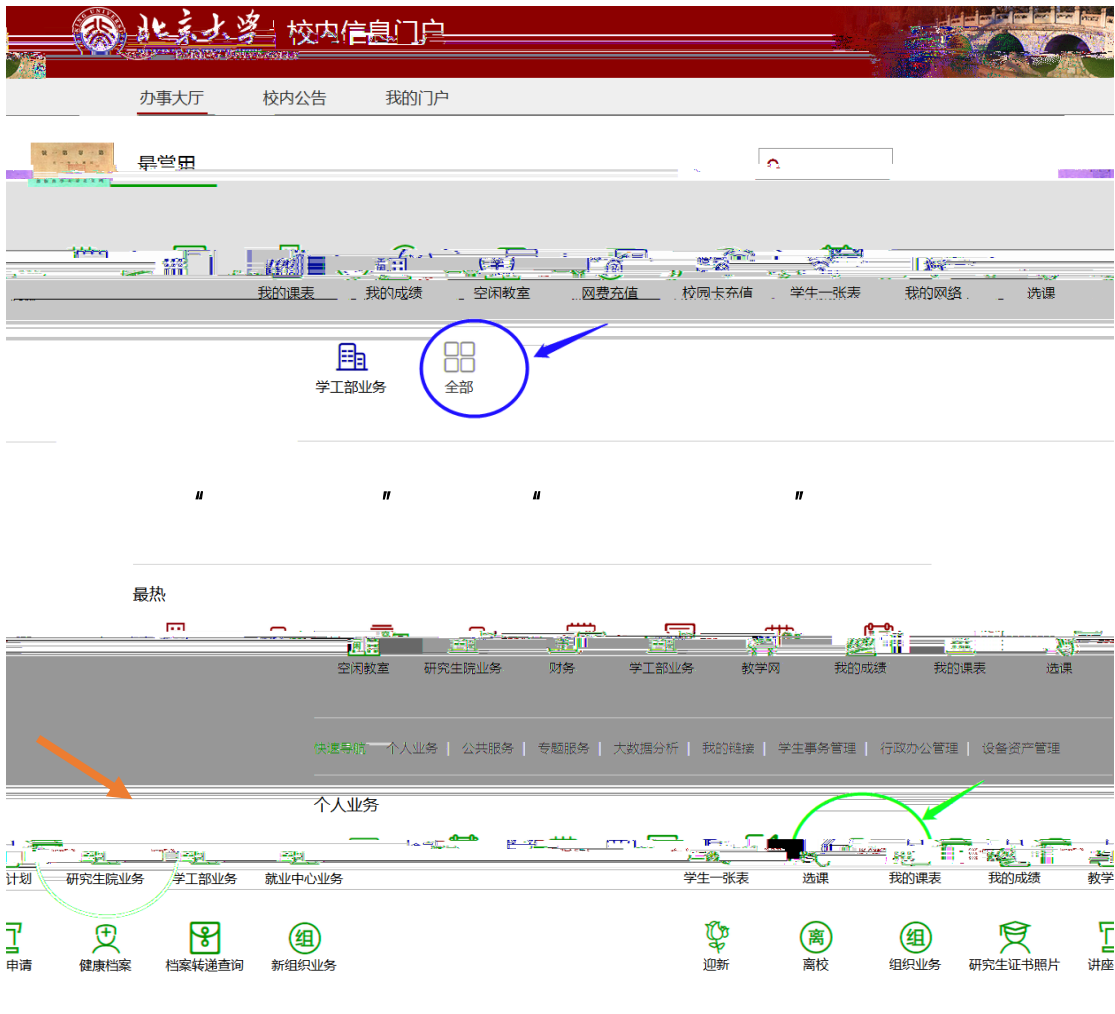 北京大学 校内信息门户
办事大厅 校内公告 我的门户
最常用
我的课表 我的成绩 空闲教室 网费充值 校园卡充值 学生一张表 我的网络 选课
学工部业务 全部
“ ” “ ”
最热
空闲教室 研究生院业务 财务 学工部业务 教学网 我的成绩 我的课表 选课
快速导航 个人业务 | 公共服务 | 专题服务 | 大数据分析 | 我的链接 | 学生事务管理 | 行政办公管理 | 设备资产管理
个人业务
计划 研究生院业务 学工部业务 就业中心业务 学生一张表 选课 我的课表 我的成绩 教学
组 离 组
申请 健康档案 档案转递查询 新组织业务 迎新 离校 组织业务 研究生证书照片 讲座